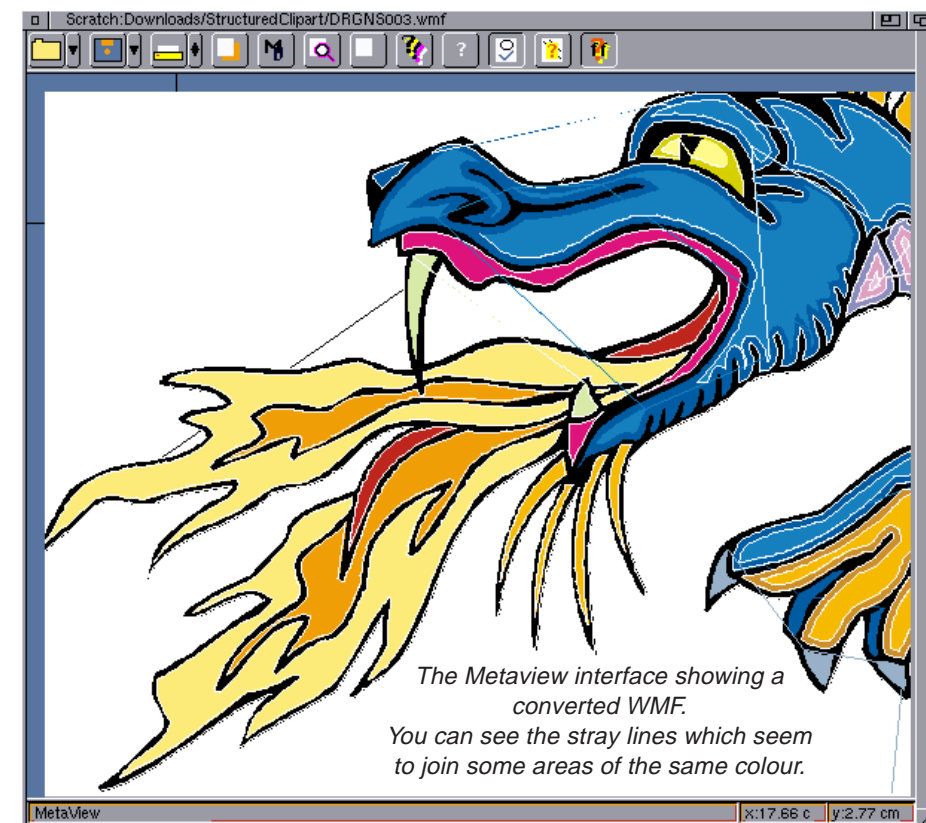 Scratch:Downloads/StructuredClipart/DRGNS003.wmf
?
The Metaview interface showing a
converted WMF.
You can see the stray lines which seem
to join some areas of the same colour.
MetaView
x:17.66 c
y:2.77 cm